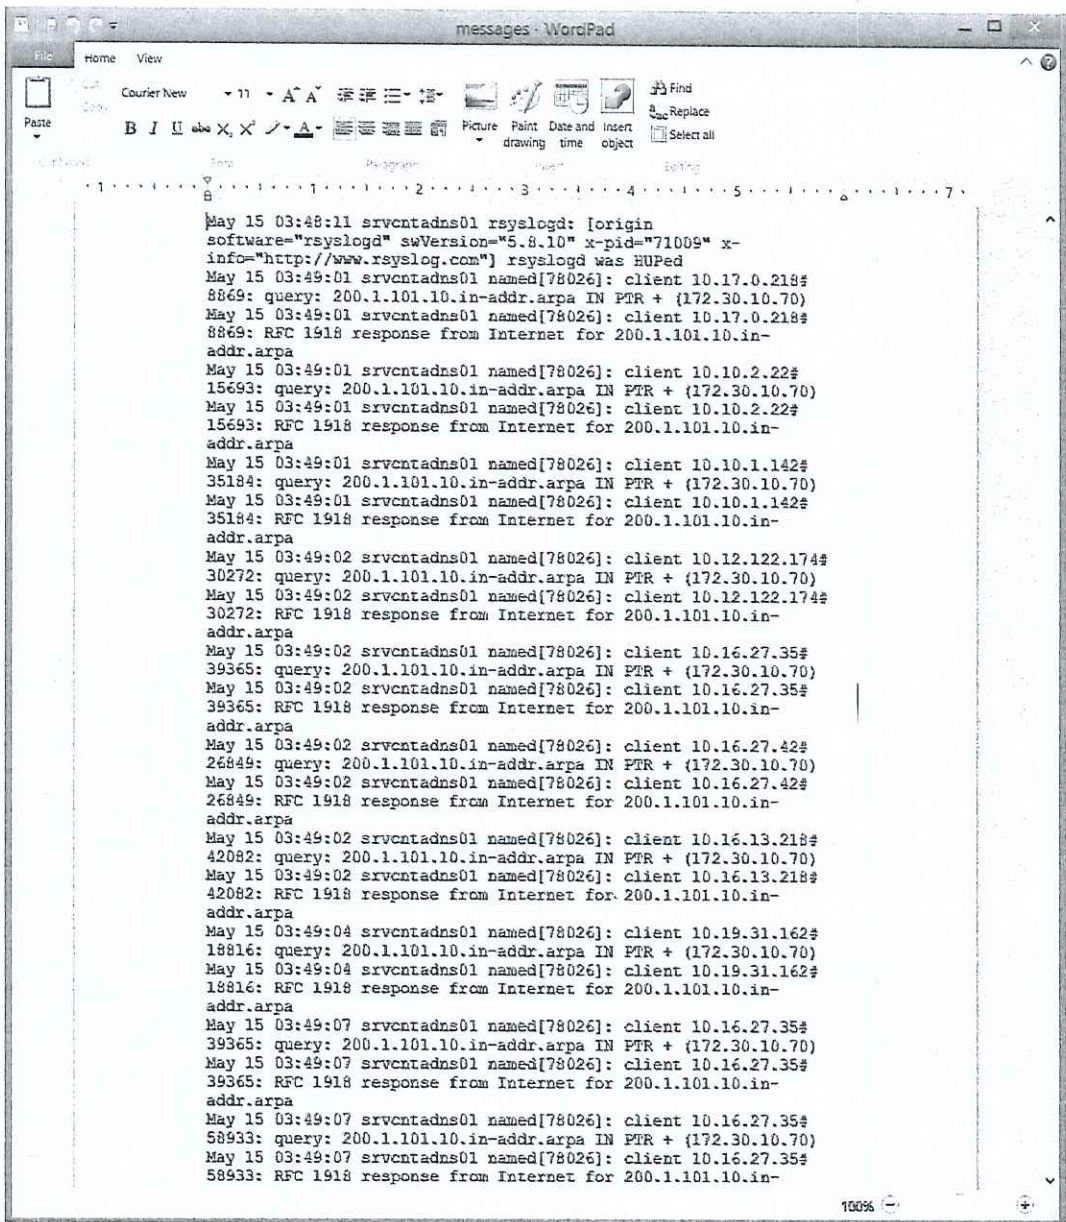 messages - WordPad
File Home View
Cut
Courier New 11 A A
Find
Copy
Replace
Paste
B I U abc X, X² A
Picture Paint Date and Insert
Select all
drawing time object
Clipboard Font Paragraph Insert Editing
1 1 2 3 4 5 7
May 15 03:48:11 srvcntadns01 rsyslogd: [origin
software="rsyslogd" swVersion="5.8.10" x-pid="71009" x-
info="http://www.rsyslog.com"] rsyslogd was HUPed
May 15 03:49:01 srvcntadns01 named[78026]: client 10.17.0.218#
8869: query: 200.1.101.10.in-addr.arpa IN PTR + (172.30.10.70)
May 15 03:49:01 srvcntadns01 named[78026]: client 10.17.0.218#
8869: RFC 1918 response from Internet for 200.1.101.10.in-
addr.arpa
May 15 03:49:01 srvcntadns01 named[78026]: client 10.10.2.22#
15693: query: 200.1.101.10.in-addr.arpa IN PTR + (172.30.10.70)
May 15 03:49:01 srvcntadns01 named[78026]: client 10.10.2.22#
15693: RFC 1918 response from Internet for 200.1.101.10.in-
addr.arpa
May 15 03:49:01 srvcntadns01 named[78026]: client 10.10.1.142#
35184: query: 200.1.101.10.in-addr.arpa IN PTR + (172.30.10.70)
May 15 03:49:01 srvcntadns01 named[78026]: client 10.10.1.142#
35184: RFC 1918 response from Internet for 200.1.101.10.in-
addr.arpa
May 15 03:49:02 srvcntadns01 named[78026]: client 10.12.122.174#
30272: query: 200.1.101.10.in-addr.arpa IN PTR + (172.30.10.70)
May 15 03:49:02 srvcntadns01 named[78026]: client 10.12.122.174#
30272: RFC 1918 response from Internet for 200.1.101.10.in-
addr.arpa
May 15 03:49:02 srvcntadns01 named[78026]: client 10.16.27.35#
39365: query: 200.1.101.10.in-addr.arpa IN PTR + (172.30.10.70)
May 15 03:49:02 srvcntadns01 named[78026]: client 10.16.27.35#
39365: RFC 1918 response from Internet for 200.1.101.10.in-
addr.arpa
May 15 03:49:02 srvcntadns01 named[78026]: client 10.16.27.42#
26849: query: 200.1.101.10.in-addr.arpa IN PTR + (172.30.10.70)
May 15 03:49:02 srvcntadns01 named[78026]: client 10.16.27.42#
26849: RFC 1918 response from Internet for 200.1.101.10.in-
addr.arpa
May 15 03:49:02 srvcntadns01 named[78026]: client 10.16.13.218#
42082: query: 200.1.101.10.in-addr.arpa IN PTR + (172.30.10.70)
May 15 03:49:02 srvcntadns01 named[78026]: client 10.16.13.218#
42082: RFC 1918 response from Internet for 200.1.101.10.in-
addr.arpa
May 15 03:49:04 srvcntadns01 named[78026]: client 10.19.31.162#
18816: query: 200.1.101.10.in-addr.arpa IN PTR + (172.30.10.70)
May 15 03:49:04 srvcntadns01 named[78026]: client 10.19.31.162#
18816: RFC 1918 response from Internet for 200.1.101.10.in-
addr.arpa
May 15 03:49:07 srvcntadns01 named[78026]: client 10.16.27.35#
39365: query: 200.1.101.10.in-addr.arpa IN PTR + (172.30.10.70)
May 15 03:49:07 srvcntadns01 named[78026]: client 10.16.27.35#
39365: RFC 1918 response from Internet for 200.1.101.10.in-
addr.arpa
May 15 03:49:07 srvcntadns01 named[78026]: client 10.16.27.35#
58933: query: 200.1.101.10.in-addr.arpa IN PTR + (172.30.10.70)
May 15 03:49:07 srvcntadns01 named[78026]: client 10.16.27.35#
58933: RFC 1918 response from Internet for 200.1.101.10.in-
100%